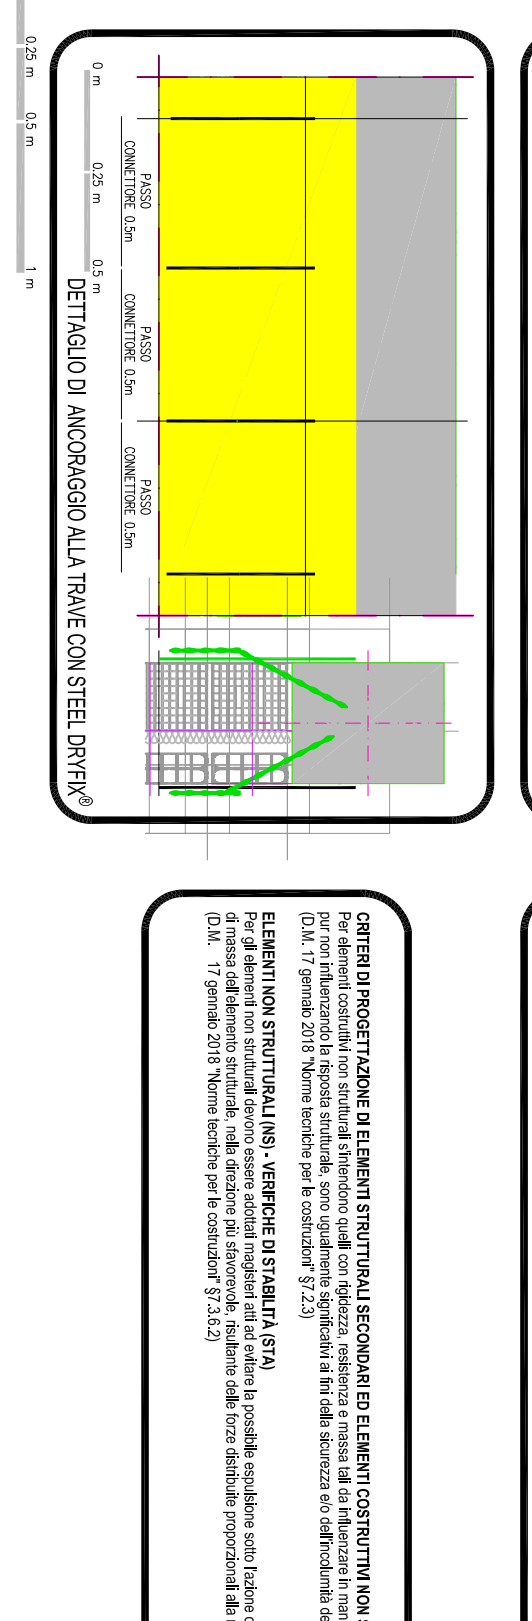 0.25 m
0.5 m
1 m
0 m
0.25 m
0.5 m
PASSO
CONNETTORE 0.5m
PASSO
CONNETTORE 0.5m
PASSO
CONNETTORE 0.5m
DETTAGLIO DI ANCORAGGIO ALLA TRAVE CON STEEL DRYFIX®
CRITERI DI PROGETTAZIONE DI ELEMENTI STRUTTURALI SECONDARI ED ELEMENTI COSTRUTTIVI NON
Per elementi costruttivi non strutturali s'intendono quelli con rigidezza, resistenza e massa tali da influenzare in
pur non influenzando la risposta strutturale, sono ugualmente significativi ai fini della sicurezza e/o dell'incolumità
(D.M. 17 gennaio 2018 "Norme tecniche per le costruzioni" §7.2.3)
ELEMENTI NON STRUTTURALI (NS) - VERIFICHE DI STABILITÀ (STA)
Per gli elementi non strutturali devono essere adottati magisteri atti ad evitare la possibile espulsione sotto l'azione
di massa dell'elemento strutturale, nella direzione più sfavorevole, risultante delle forze distribuite proporzionali alla
(D.M. 17 gennaio 2018 "Norme tecniche per le costruzioni" §7.3.6.2)